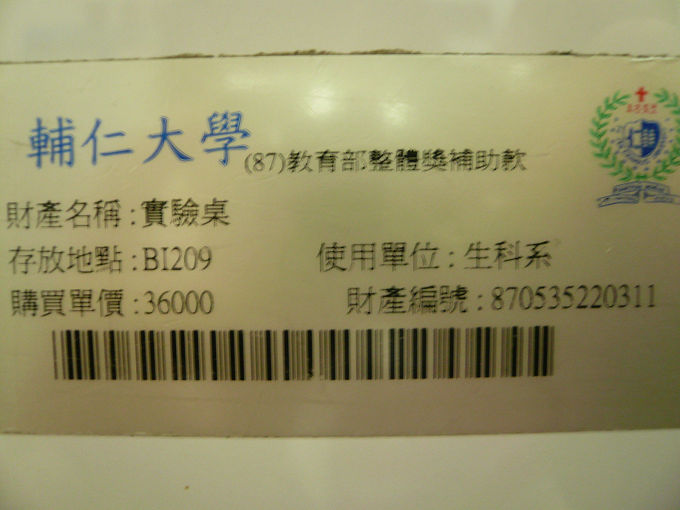 輔仁大學 (87)教育部整體獎補助款
財產名稱:實驗桌
存放地點:BI209 使用單位:生科系
購買單價:36000 財產編號:870535220311